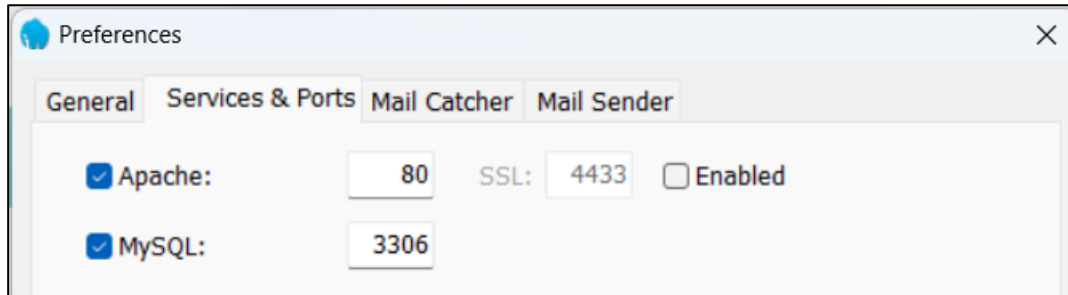 Preferences
General Services & Ports Mail Catcher Mail Sender
Apache: 80 SSL: 4433 Enabled
MySQL: 3306